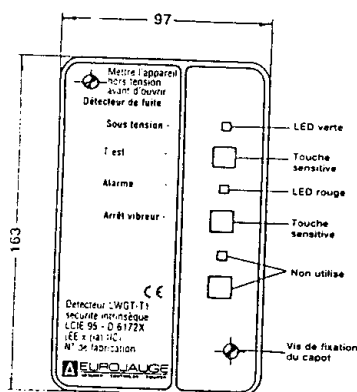 97
163
Mettre l'appareil
hors tension
avant d'ouvrir
Détecteur de fuite
Sous tension -
Test -
Alarme -
Arrêt vibreur -
LED verte
Touche
sensitive
LED rouge
Touche
sensitive
Non utilisé
Vis de fixation
du capot
CE
Détecteur LWGT-T1
sécurité intrinsèque
LCIE 95 - D 6172X
N° de fabrication
EUROJAUGE